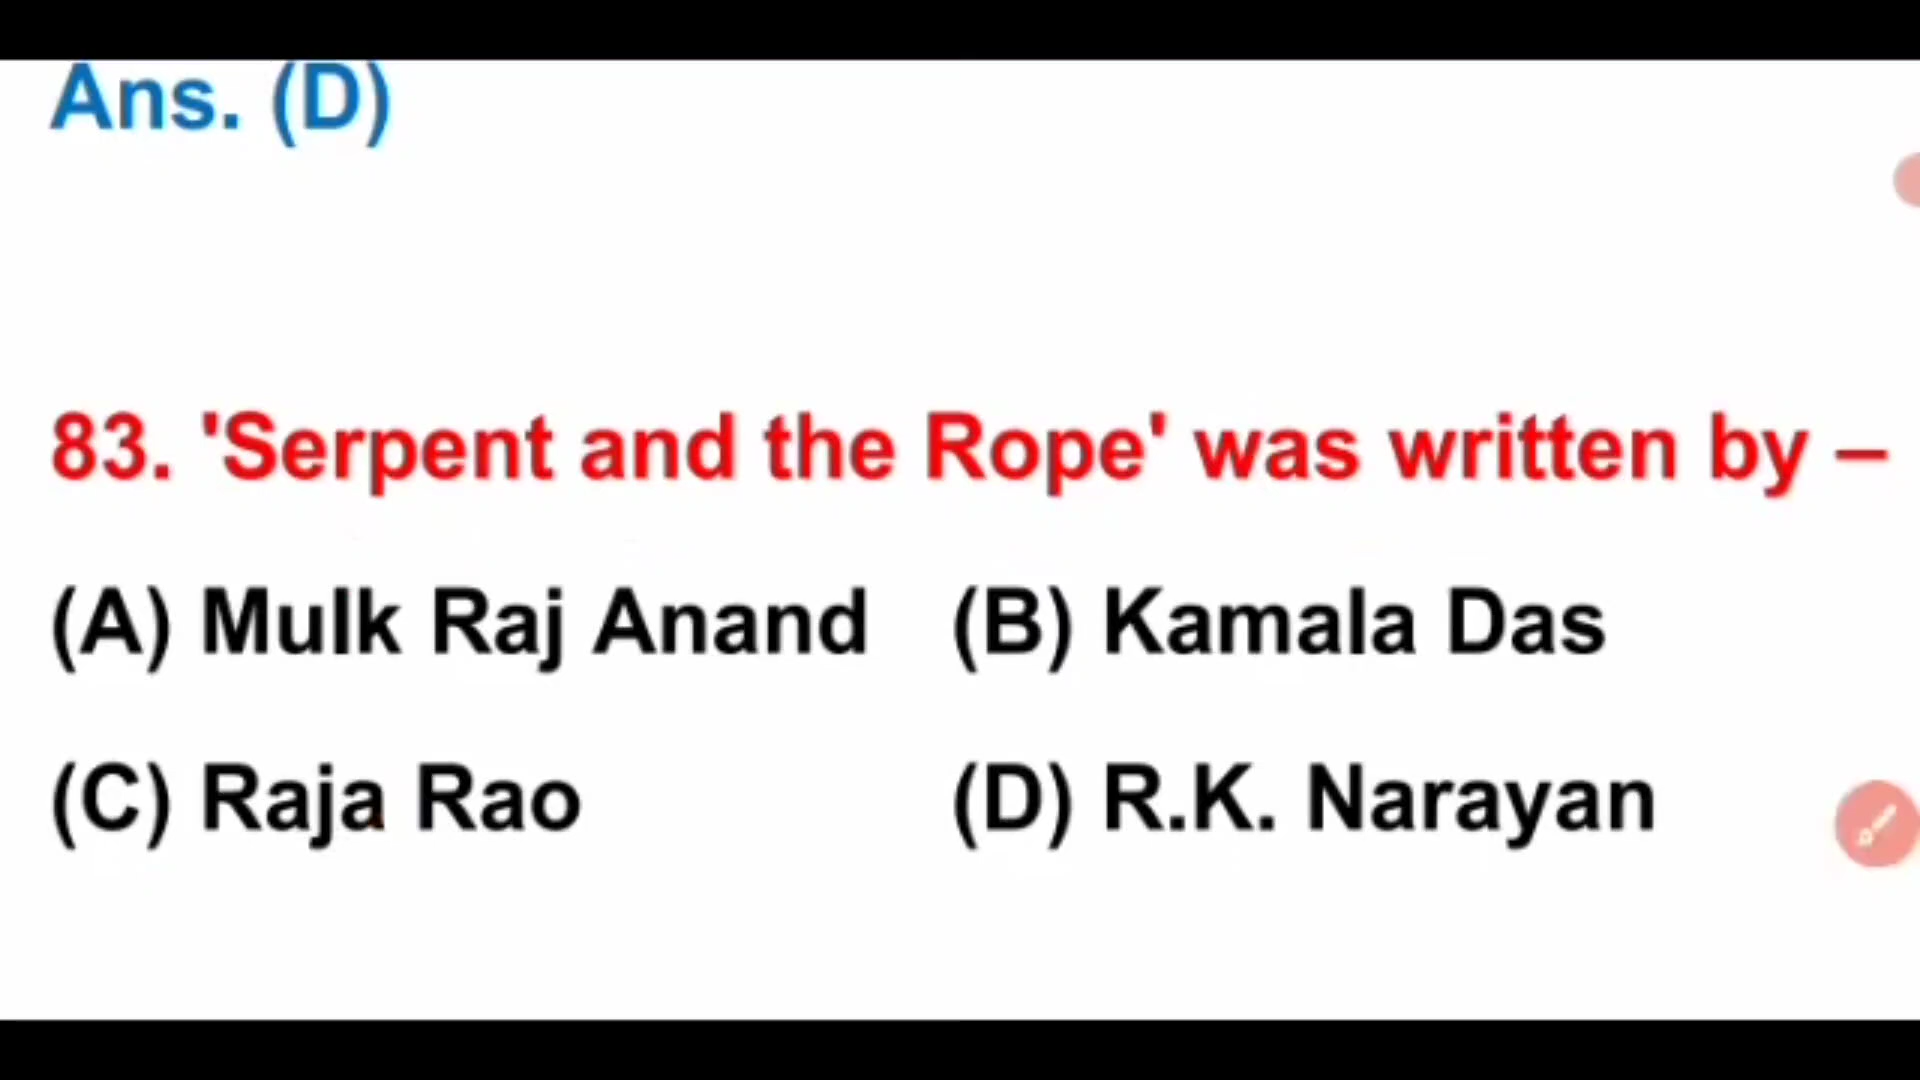 Ans. (D)
83. 'Serpent and the Rope' was written by –
(A) Mulk Raj Anand (B) Kamala Das
(C) Raja Rao (D) R.K. Narayan